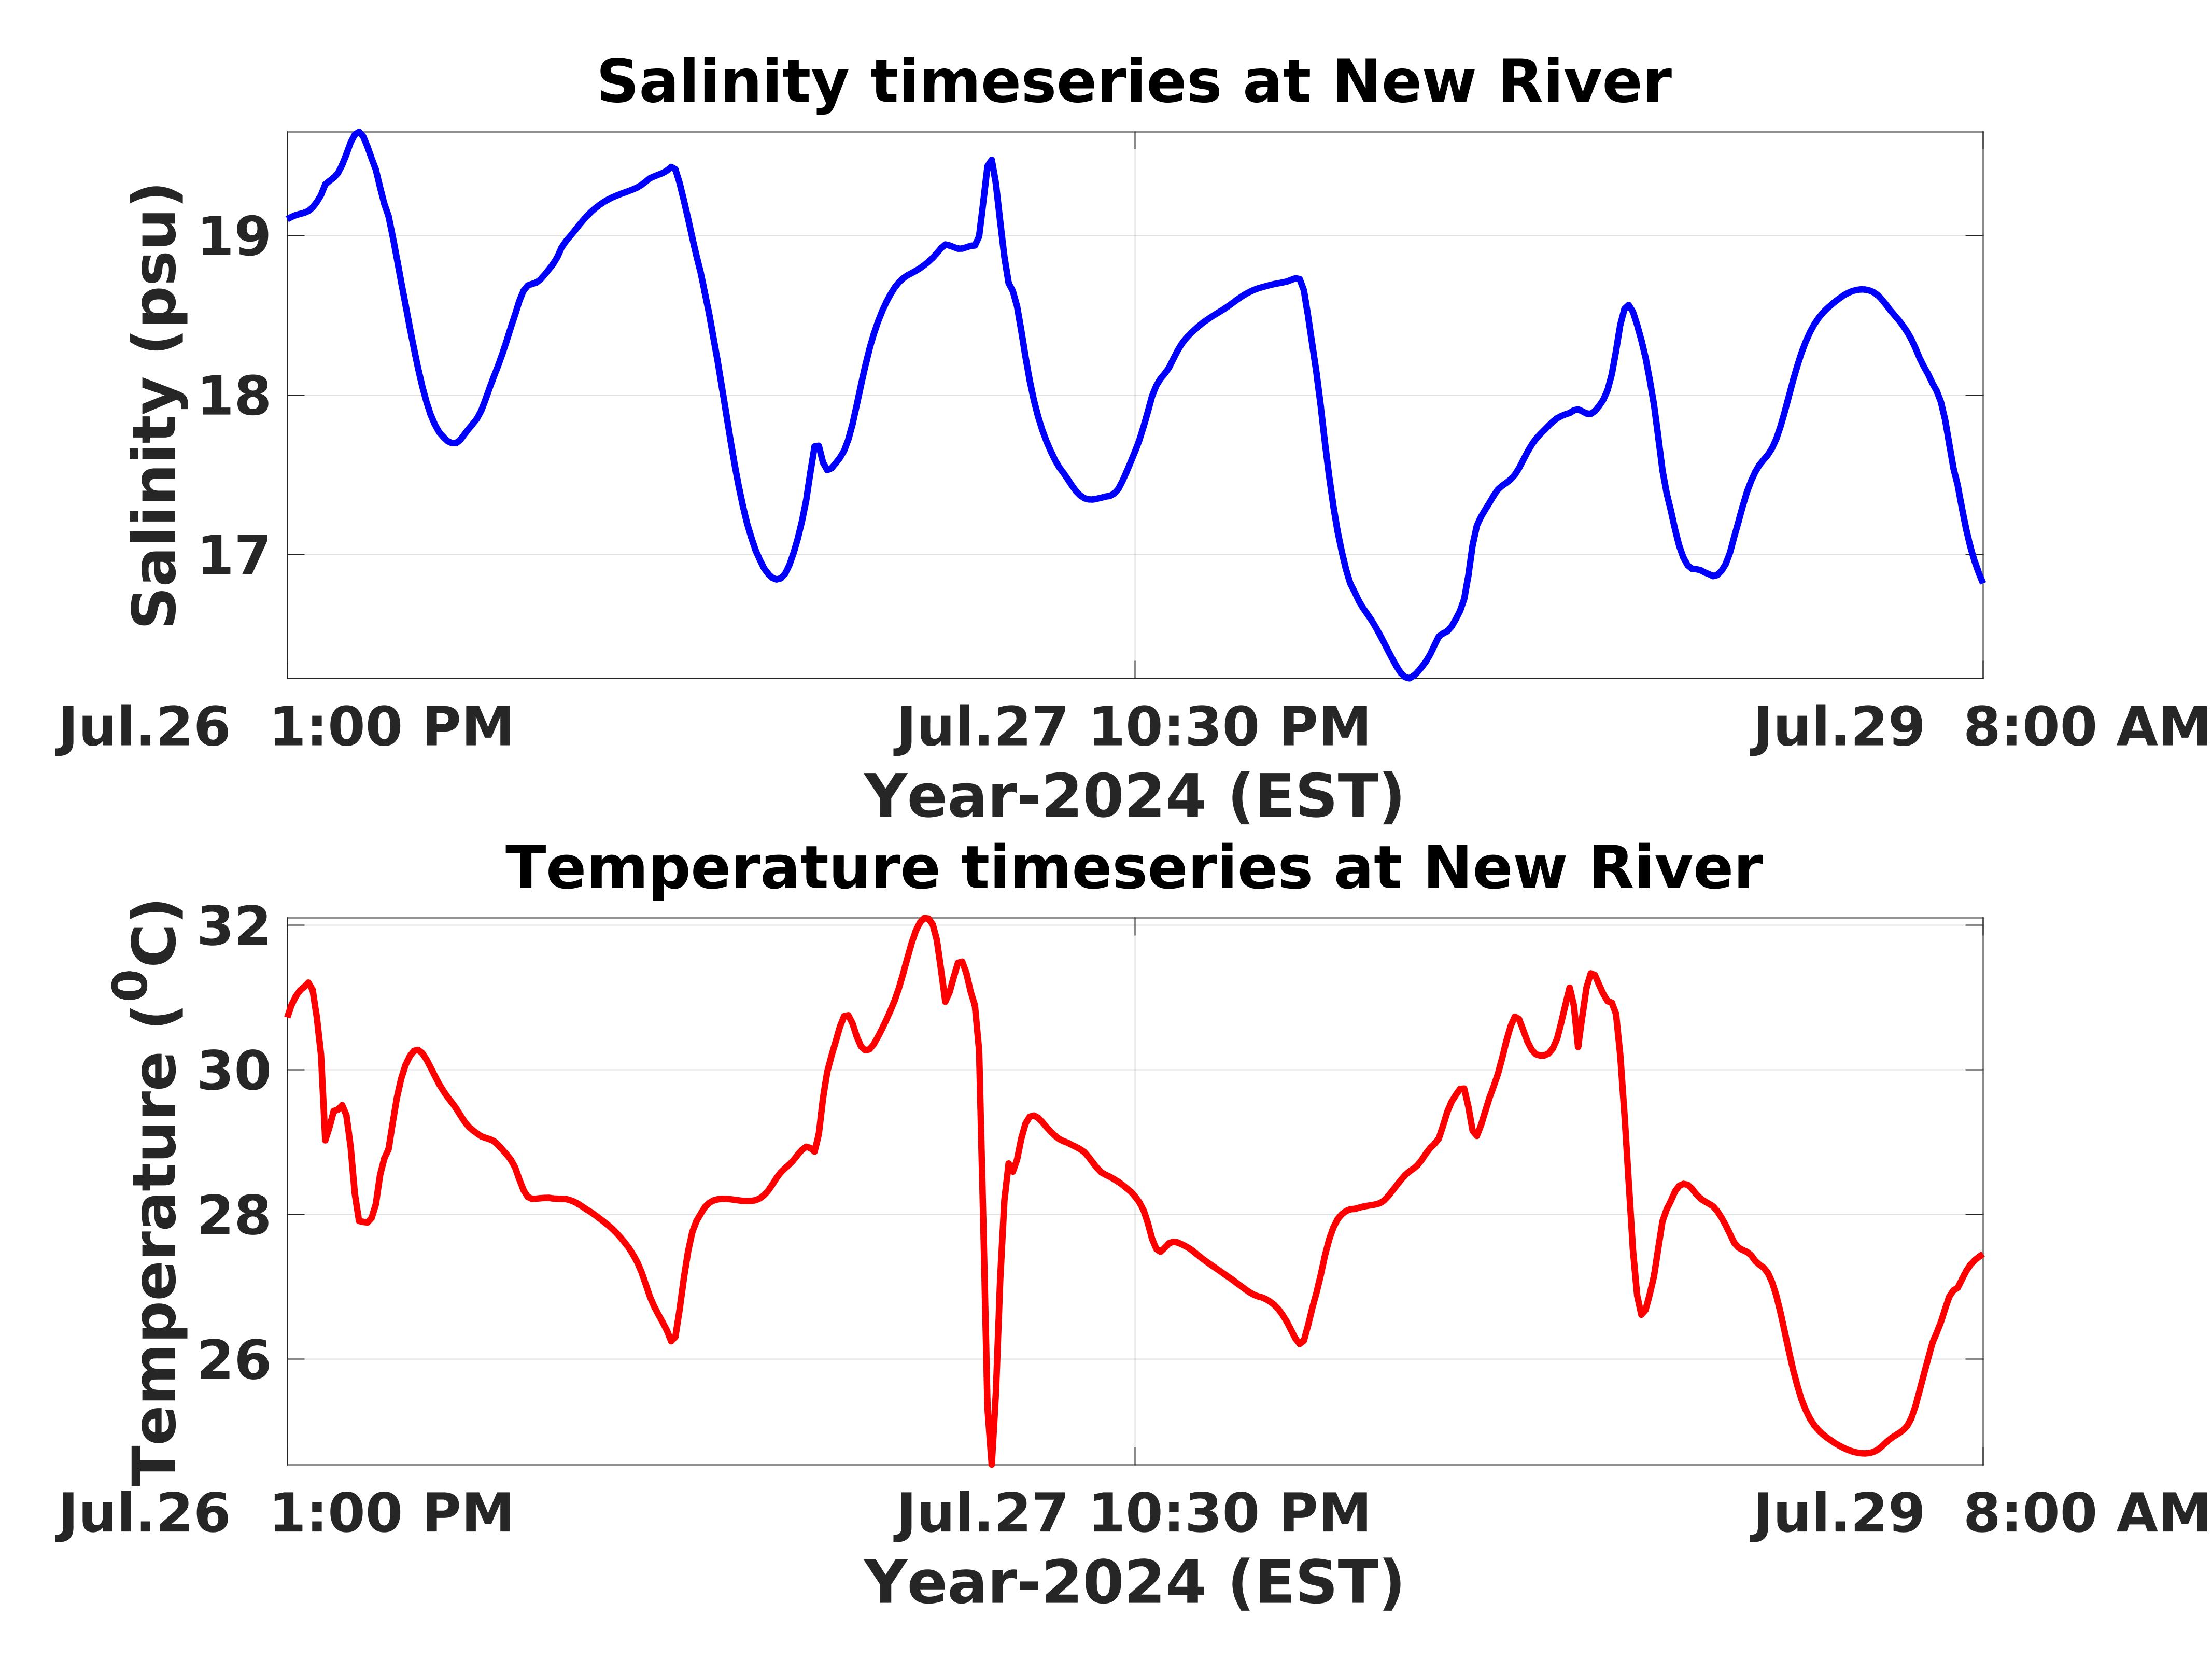 Salinity timeseries at New River
Salinity (psu)
19
18
17
Jul.26  1:00 PM
Jul.27 10:30 PM
Jul.29  8:00 AM
Year-2024 (EST)
Temperature timeseries at New River
Temperature (⁰C)
32
30
28
26
Jul.26  1:00 PM
Jul.27 10:30 PM
Jul.29  8:00 AM
Year-2024 (EST)